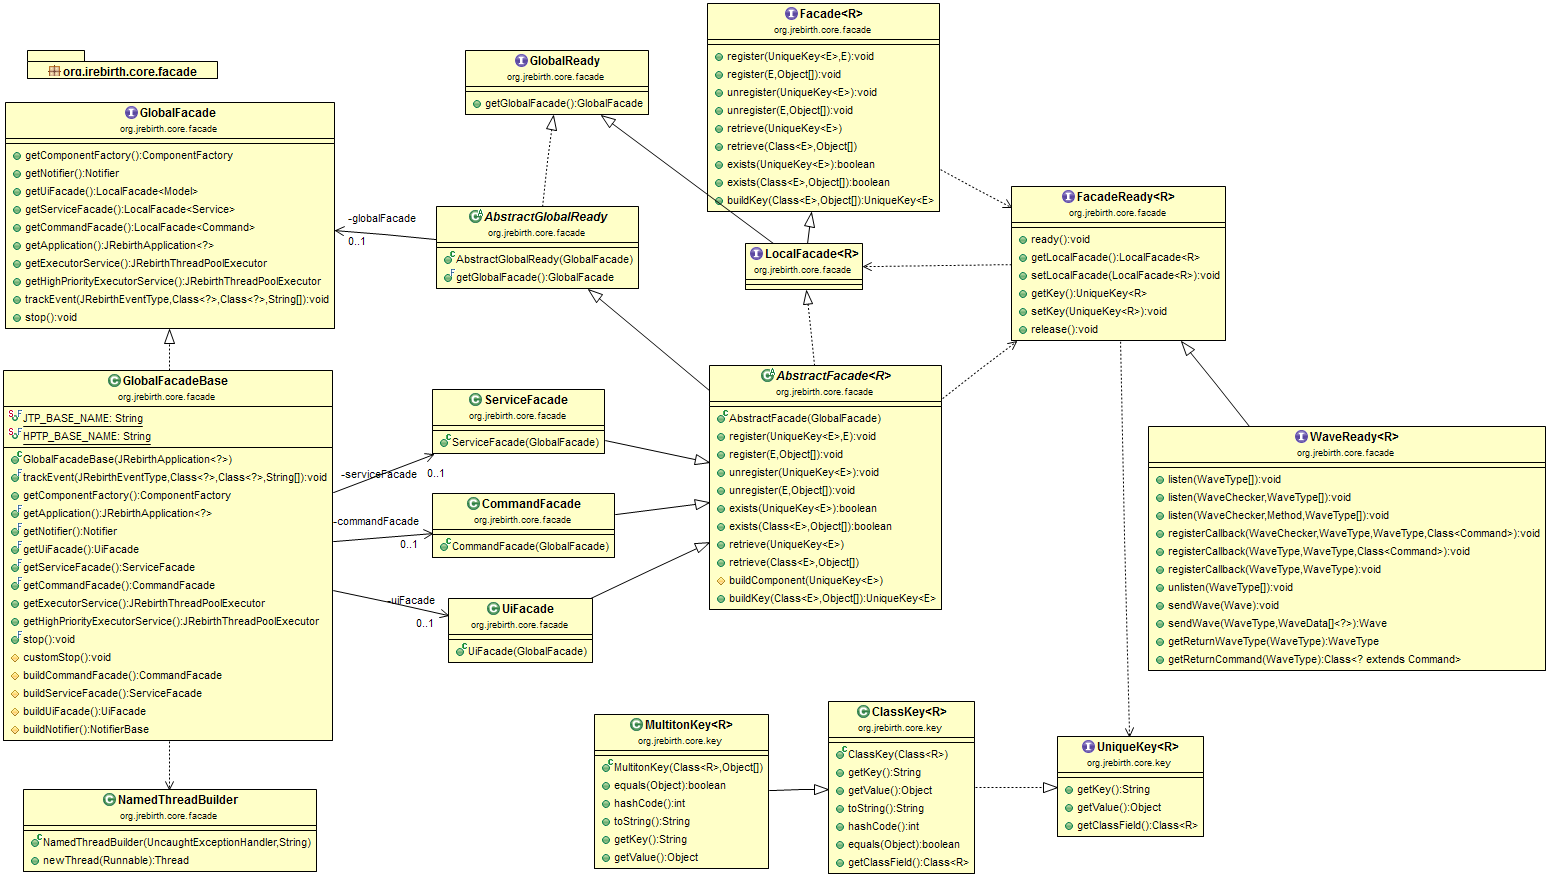 org.jrebirth.core.facade
GlobalFacade
org.jrebirth.core.facade
getComponentFactory():ComponentFactory
getNotifier():Notifier
getUiFacade():LocalFacade<Model>
getServiceFacade():LocalFacade<Service>
getCommandFacade():LocalFacade<Command>
getApplication():JRebirthApplication<?>
getExecutorService():JRebirthThreadPoolExecutor
getHighPriorityExecutorService():JRebirthThreadPoolExecutor
trackEvent(JRebirthEventType,Class<?>,Class<?>,String[]):void
stop():void
GlobalReady
org.jrebirth.core.facade
getGlobalFacade():GlobalFacade
Facade<R>
org.jrebirth.core.facade
register(UniqueKey<E>,E):void
register(E,Object[]):void
unregister(UniqueKey<E>):void
unregister(E,Object[]):void
retrieve(UniqueKey<E>)
retrieve(Class<E>,Object[])
exists(UniqueKey<E>):boolean
exists(Class<E>,Object[]):boolean
buildKey(Class<E>,Object[]):UniqueKey<E>
-globalFacade
0..1
AbstractGlobalReady
org.jrebirth.core.facade
AbstractGlobalReady(GlobalFacade)
getGlobalFacade():GlobalFacade
LocalFacade<R>
org.jrebirth.core.facade
FacadeReady<R>
org.jrebirth.core.facade
ready():void
getLocalFacade():LocalFacade<R>
setLocalFacade(LocalFacade<R>):void
getKey():UniqueKey<R>
setKey(UniqueKey<R>):void
release():void
GlobalFacadeBase
org.jrebirth.core.facade
JTP_BASE_NAME: String
HPTP_BASE_NAME: String
GlobalFacadeBase(JRebirthApplication<?>)
trackEvent(JRebirthEventType,Class<?>,Class<?>,String[]):void
getComponentFactory():ComponentFactory
getApplication():JRebirthApplication<?>
getNotifier():Notifier
getUiFacade():UiFacade
getServiceFacade():ServiceFacade
getCommandFacade():CommandFacade
getExecutorService():JRebirthThreadPoolExecutor
getHighPriorityExecutorService():JRebirthThreadPoolExecutor
stop():void
customStop():void
buildCommandFacade():CommandFacade
buildServiceFacade():ServiceFacade
buildUiFacade():UiFacade
buildNotifier():NotifierBase
-serviceFacade
0..1
-commandFacade
0..1
-uiFacade
0..1
ServiceFacade
org.jrebirth.core.facade
ServiceFacade(GlobalFacade)
CommandFacade
org.jrebirth.core.facade
CommandFacade(GlobalFacade)
UiFacade
org.jrebirth.core.facade
UiFacade(GlobalFacade)
AbstractFacade<R>
org.jrebirth.core.facade
AbstractFacade(GlobalFacade)
register(UniqueKey<E>,E):void
register(E,Object[]):void
unregister(UniqueKey<E>):void
unregister(E,Object[]):void
exists(UniqueKey<E>):boolean
exists(Class<E>,Object[]):boolean
retrieve(UniqueKey<E>)
retrieve(Class<E>,Object[])
buildComponent(UniqueKey<E>)
buildKey(Class<E>,Object[]):UniqueKey<E>
WaveReady<R>
org.jrebirth.core.facade
listen(WaveType[]):void
listen(WaveChecker,WaveType[]):void
listen(WaveChecker,Method,WaveType[]):void
registerCallback(WaveChecker,WaveType,WaveType,Class<Command>):void
registerCallback(WaveType,WaveType,Class<Command>):void
registerCallback(WaveType,WaveType):void
unlisten(WaveType[]):void
sendWave(Wave):void
sendWave(WaveType,WaveData[]<?>):Wave
getReturnWaveType(WaveType):WaveType
getReturnCommand(WaveType):Class<? extends Command>
NamedThreadBuilder
org.jrebirth.core.facade
NamedThreadBuilder(UncaughtExceptionHandler,String)
newThread(Runnable):Thread
MultitonKey<R>
org.jrebirth.core.key
MultitonKey(Class<R>,Object[])
equals(Object):boolean
hashCode():int
toString():String
getKey():String
getValue():Object
ClassKey<R>
org.jrebirth.core.key
ClassKey(Class<R>)
getKey():String
getValue():Object
toString():String
hashCode():int
equals(Object):boolean
getClassField():Class<R>
UniqueKey<R>
org.jrebirth.core.key
getKey():String
getValue():Object
getClassField():Class<R>